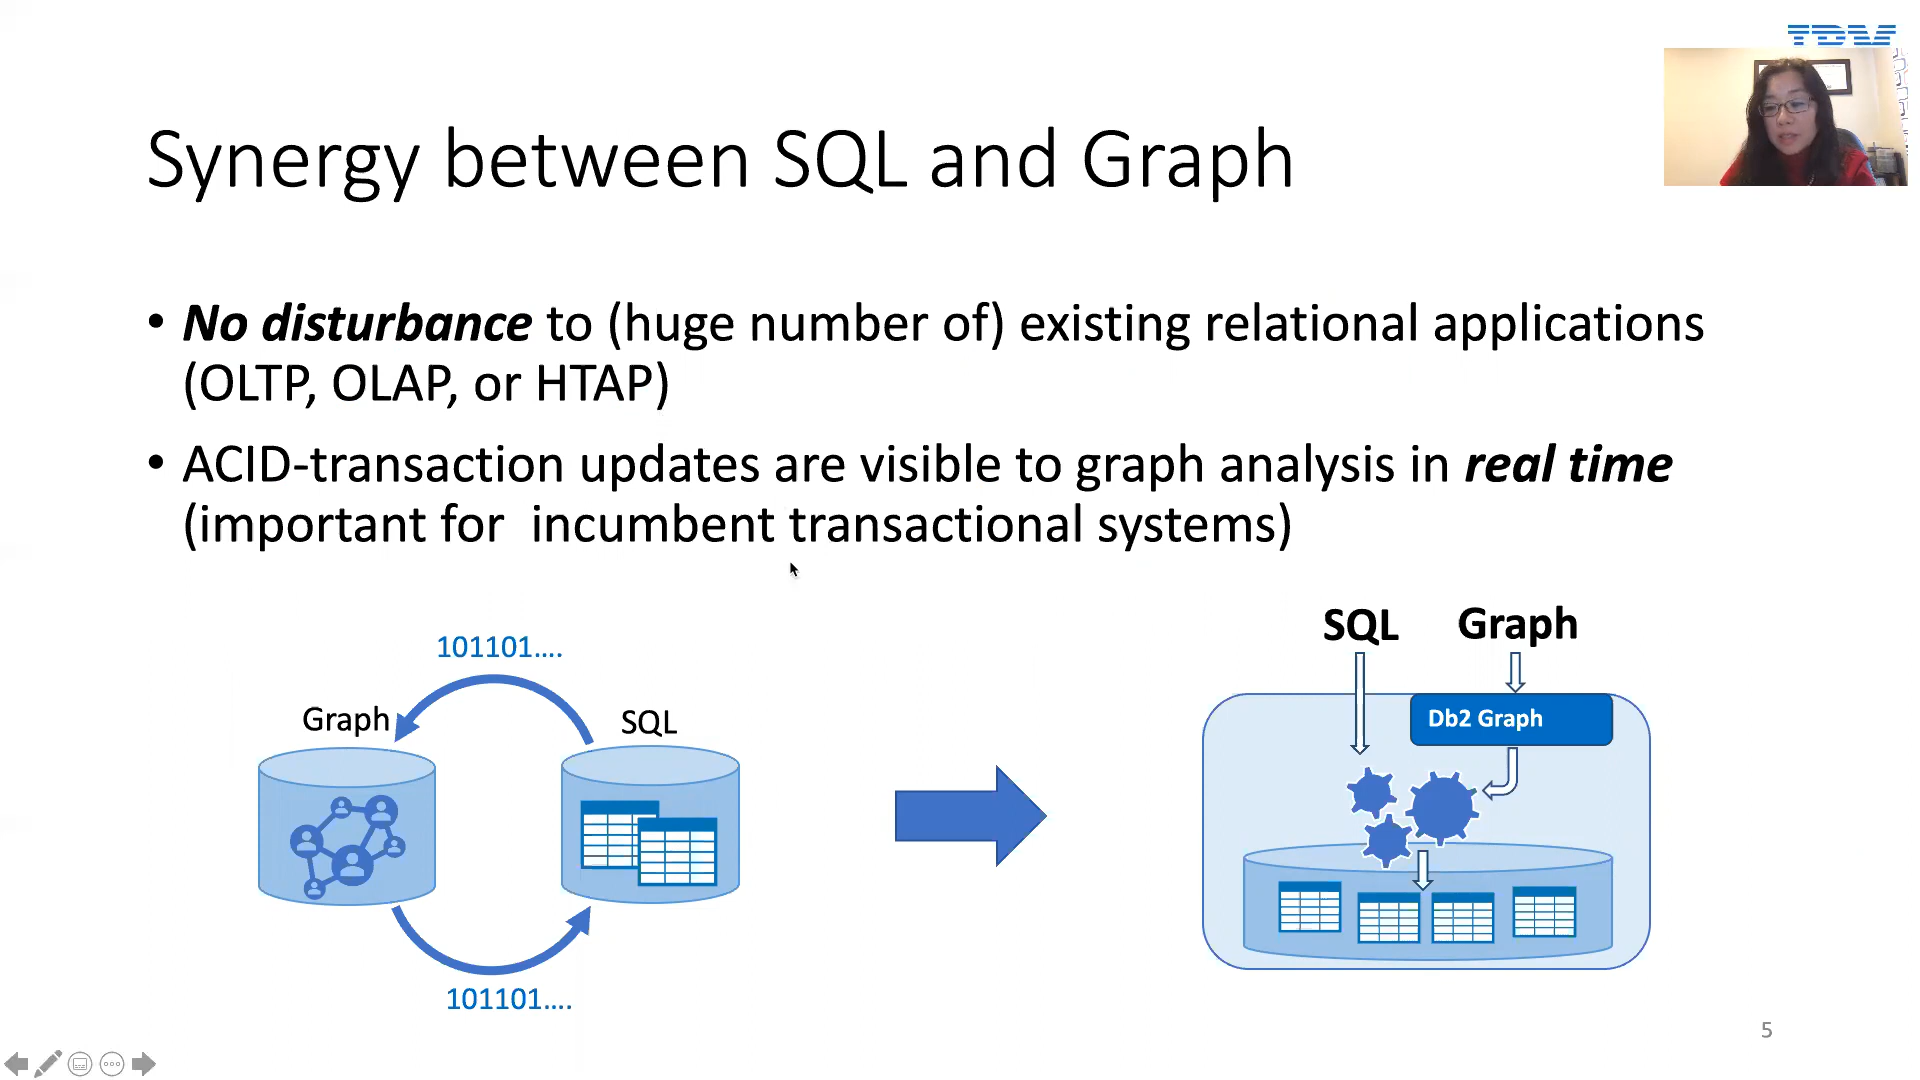 IBM
Synergy between SQL and Graph
• No disturbance to (huge number of) existing relational applications
(OLTP, OLAP, or HTAP)
• ACID-transaction updates are visible to graph analysis in real time
(important for incumbent transactional systems)
101101....
Graph
SQL
101101....
SQL Graph
Db2 Graph
5